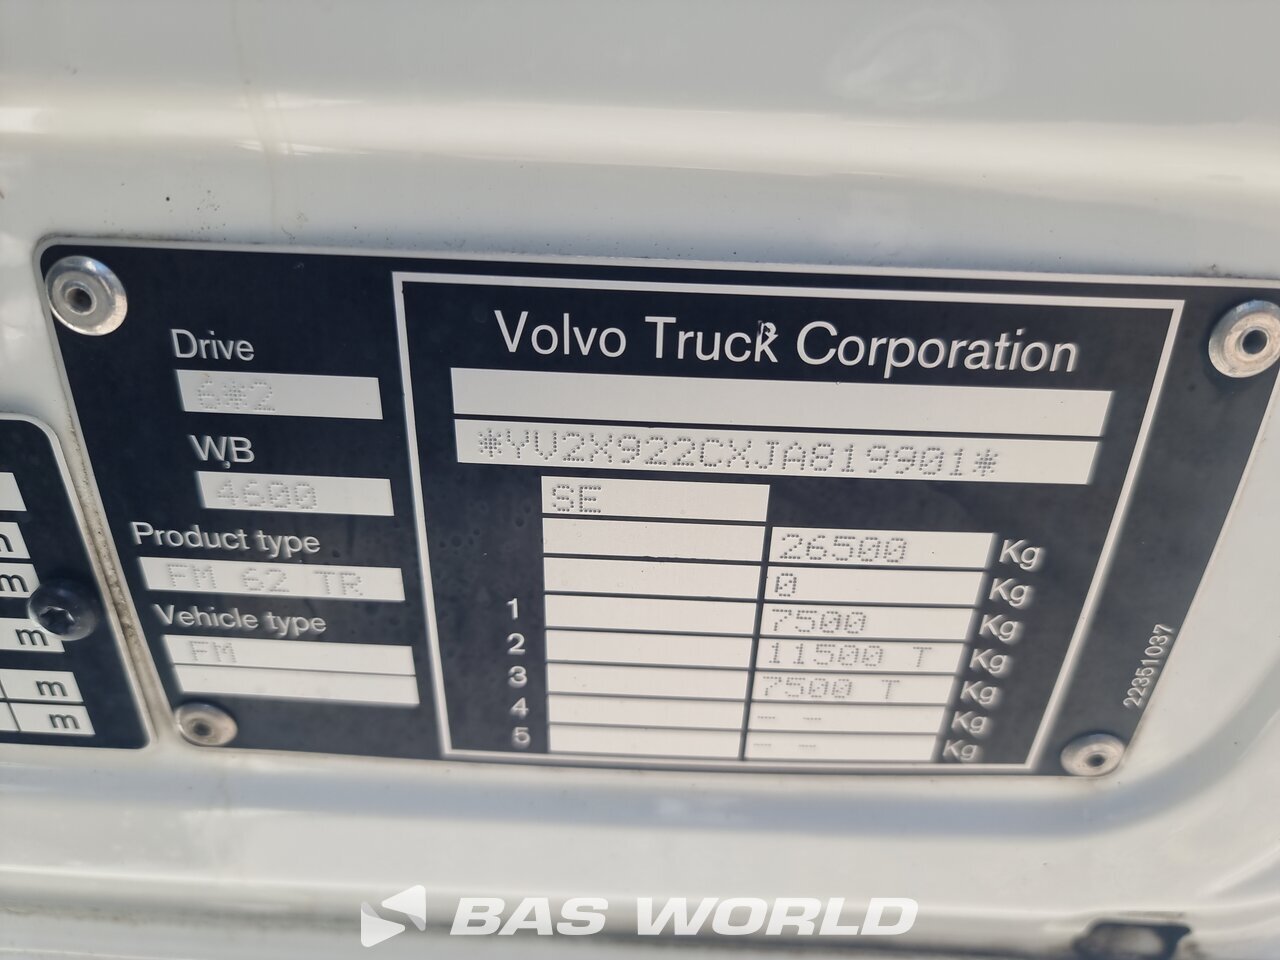 Drive
6*2
WB
4600
Product type
FM 62 TR
Vehicle type
FM
Volvo Truck Corporation
*YV2X922CXJA819901*
SE
26500 Kg
0 Kg
1 7500 Kg
2 11500 T Kg
3 7500 T Kg
4 - - Kg
5 - - Kg
22351037
m
m
m
m
m
BAS WORLD